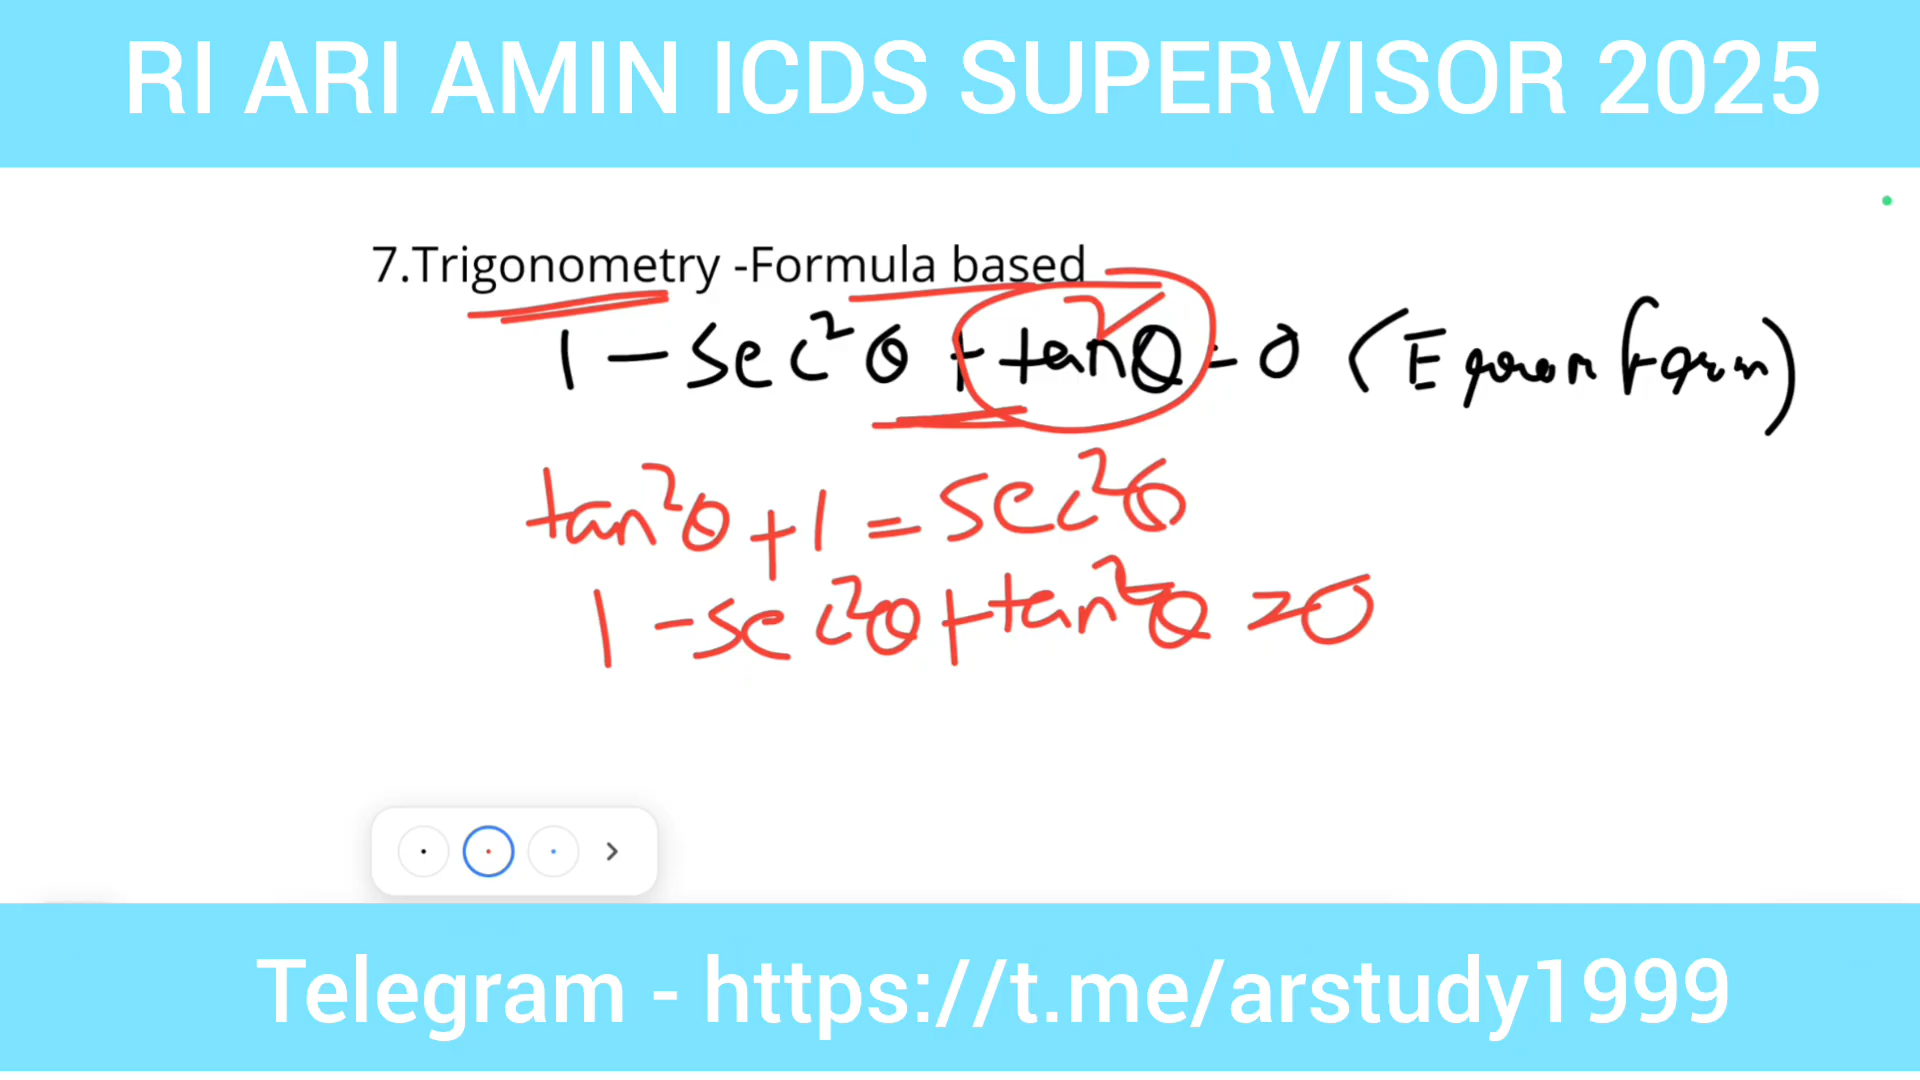 RI ARI AMIN ICDS SUPERVISOR 2025
7.Trigonometry -Formula based
1 - sec²θ + tan²θ = 0 (
tan²θ + 1 = sec²θ
1 - sec²θ + tan²θ = 0
Telegram - https://t.me/arstudy1999